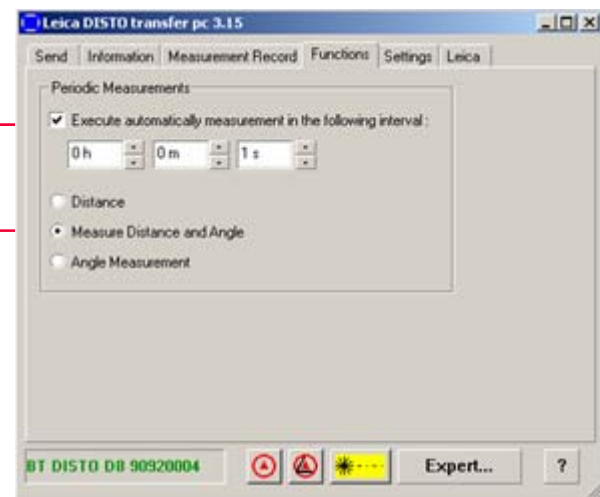 Leica DISTO transfer pc 3.15
Send Information Measurement Record Functions Settings Leica
Periodic Measurements
Execute automatically measurement in the following interval :
0 h 0 m 1 s
Distance
Measure Distance and Angle
Angle Measurement
BT DISTO D8 90920004 Expert... ?